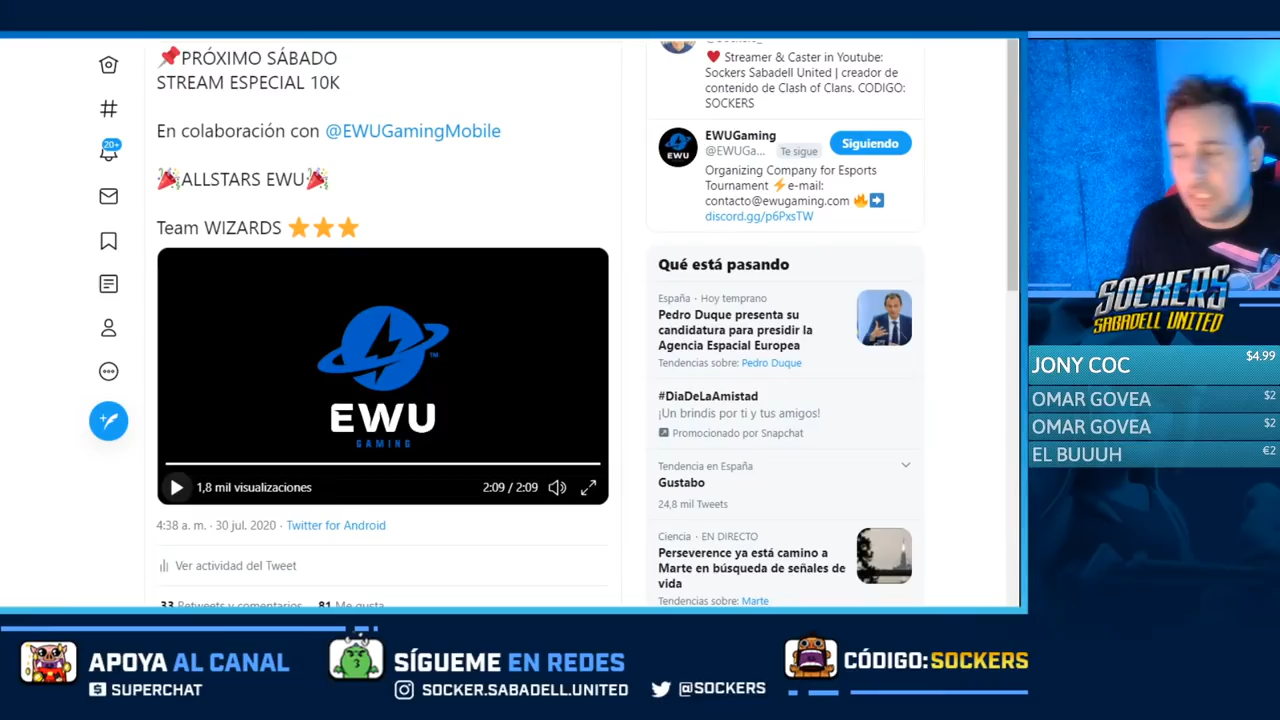 📌PRÓXIMO SÁBADO
STREAM ESPECIAL 10K
En colaboración con @EWUGamingMobile
🎉ALLSTARS EWU🎉
Team WIZARDS ⭐⭐⭐
EWU
GAMING
1,8 mil visualizaciones
2:09 / 2:09
4:38 a. m. · 30 jul. 2020 · Twitter for Android
Ver actividad del Tweet
33 Retweets y comentarios 81 Me gusta
20+
♥ Streamer & Caster in Youtube:
Sockers Sabadell United | creador de
contenido de Clash of Clans. CODIGO:
SOCKERS
EWU
EWUGaming
@EWUGa... Te sigue
Siguiendo
Organizing Company for Esports
Tournament ⚡e-mail:
contacto@ewugaming.com 🔥➡
discord.gg/p6PxsTW
Qué está pasando
España · Hoy temprano
Pedro Duque presenta su
candidatura para presidir la
Agencia Espacial Europea
Tendencias sobre: Pedro Duque
#DiaDeLaAmistad
¡Un brindis por ti y tus amigos!
Promocionado por Snapchat
Tendencia en España
Gustabo
24,8 mil Tweets
Ciencia · EN DIRECTO
Perseverence ya está camino a
Marte en búsqueda de señales de
vida
Tendencias sobre: Marte
SOCKERS
SABADELL UNITED
JONY COC $4.99
OMAR GOVEA $2
OMAR GOVEA $2
EL BUUUH €2
APOYA AL CANAL
SUPERCHAT
SÍGUEME EN REDES
SOCKER.SABADELL.UNITED
@SOCKERS
CÓDIGO:SOCKERS